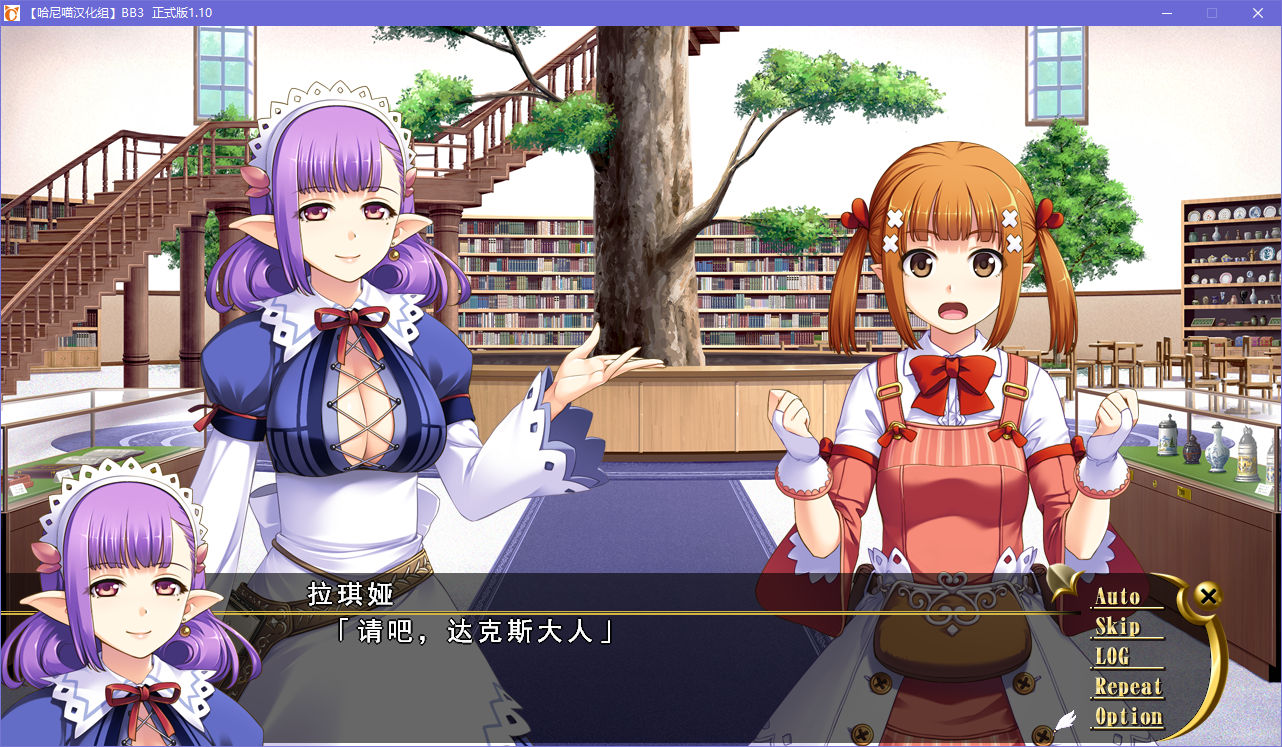 【哈尼喵汉化组】BB3 正式版1.10
拉琪娅
「请吧，达克斯大人」
Auto
Skip
LOG
Repeat
Option